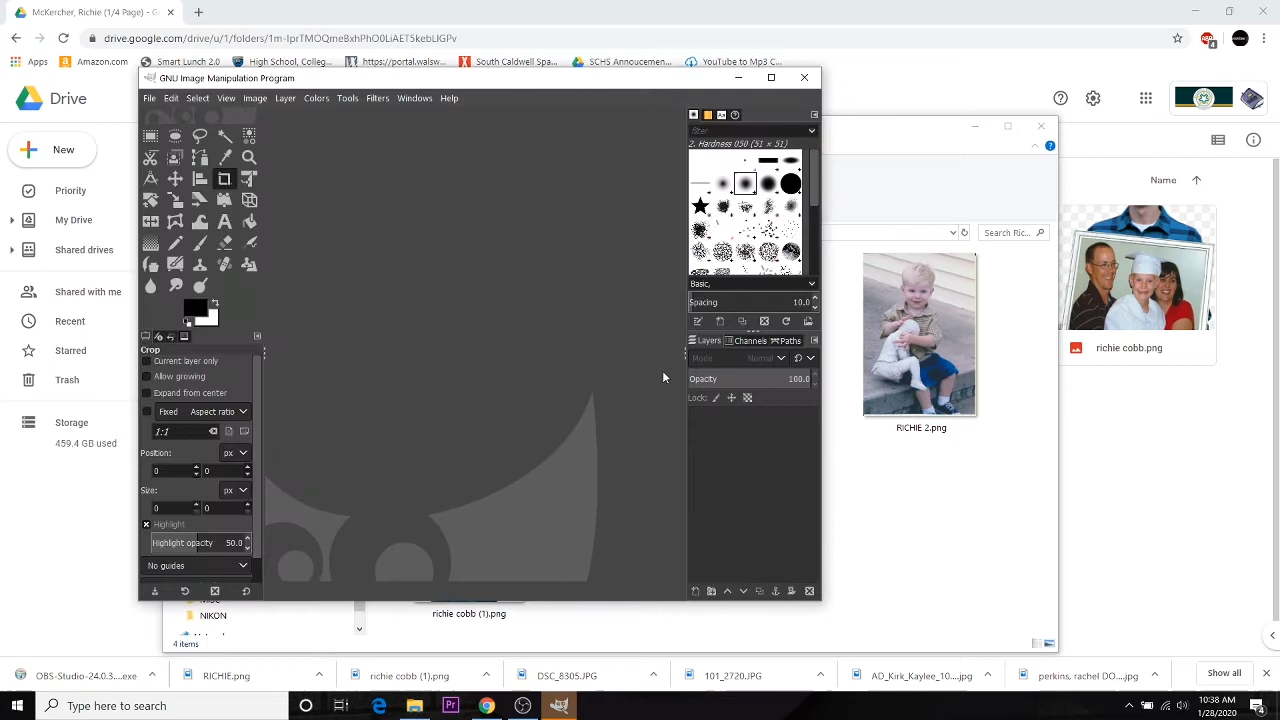 McKercher, Richie (1/4 Page) - G
drive.google.com/drive/u/1/folders/1m-IprTMOQmeBxhPhO0LiAET5kebLIGPv
4
Apps
Amazon.com
Smart Lunch 2.0
High School, Colleg...
https://portal.walsw...
South Caldwell Spa...
SCHS Annoucemen...
YouTube to Mp3 C...
GNU Image Manipulation Program
File Edit Select View Image Layer Colors Tools Filters Windows Help
Drive
New
Priority
My Drive
Shared drives
Shared with me
Recent
Starred
Trash
Storage
459.4 GB used
Crop
Current layer only
Allow growing
Expand from center
Fixed Aspect ratio
1:1
Position:
px
0 0
Size:
px
0 0
Highlight
Highlight opacity 50.0
No guides
filter
2. Hardness 050 (51 × 51)
Basic,
Spacing 10.0
Layers Channels Paths
Mode Normal
Opacity 100.0
Lock:
Search Ric...
RICHIE 2.png
Name
richie cobb.png
NIKON
richie cobb (1).png
4 items
OBS-Studio-24.0.3....exe
RICHIE.png
richie cobb (1).png
DSC_8305.JPG
101_2720.JPG
AD_Kirk_Kaylee_10....jpg
perkins, rachel DO....jpg
Show all
Type here to search
10:38 AM
1/28/2020
4